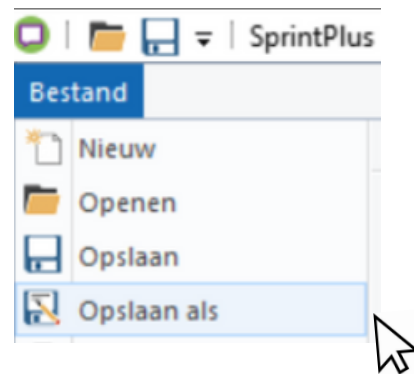 SprintPlus
Bestand
Nieuw
Openen
Opslaan
Opslaan als